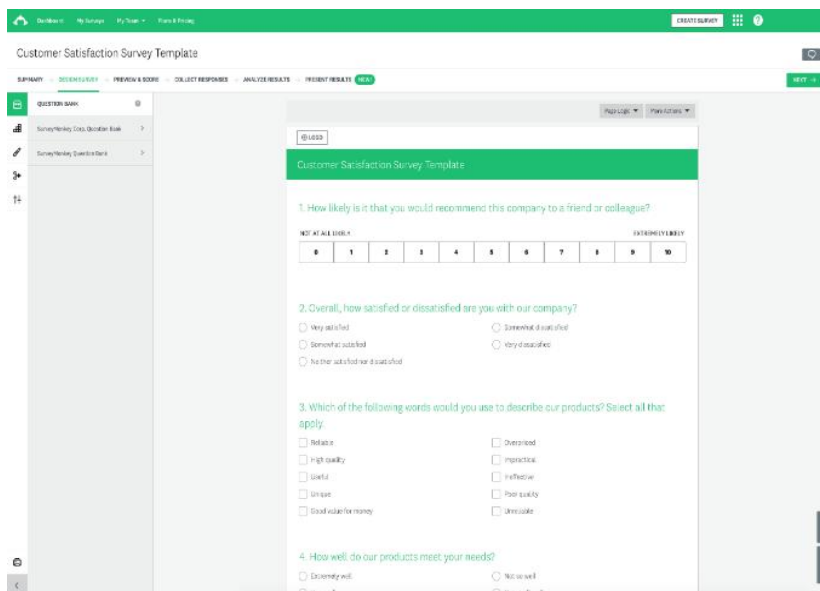 Dashboard My Surveys My Team Plans & Pricing CREATE SURVEY
Customer Satisfaction Survey Template
SUMMARY DESIGN SURVEY PREVIEW & SCORE COLLECT RESPONSES ANALYZE RESULTS PRESENT RESULTS NEW!
NEXT
QUESTION BANK
SurveyMonkey Corp. Question Bank
SurveyMonkey Question Bank
Page Logic More Actions
LOGO
Customer Satisfaction Survey Template
1. How likely is it that you would recommend this company to a friend or colleague?
NOT AT ALL LIKELY EXTREMELY LIKELY
0 1 2 3 4 5 6 7 8 9 10
2. Overall, how satisfied or dissatisfied are you with our company?
Very satisfied Somewhat dissatisfied
Somewhat satisfied Very dissatisfied
Neither satisfied nor dissatisfied
3. Which of the following words would you use to describe our products? Select all that
apply.
Reliable Overpriced
High quality Impractical
Useful Ineffective
Unique Poor quality
Good value for money Unreliable
4. How well do our products meet your needs?
Extremely well Not so well